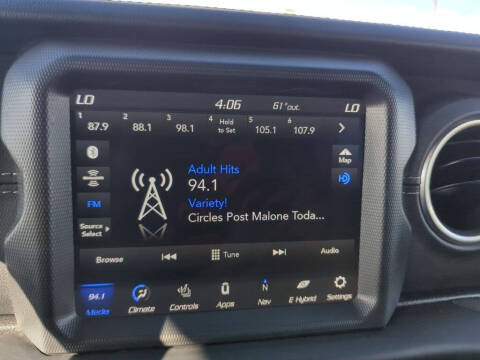 LO 4:06 61°out LO
1 87.9 2 88.1 3 98.1 4 Hold to Set 5 105.1 6 107.9
Map
Adult Hits
94.1
FM
Variety!
Circles Post Malone Toda...
Source Select
Browse Tune Audio
94.1 N
Media Climate Controls Apps Nav E Hybrid Settings